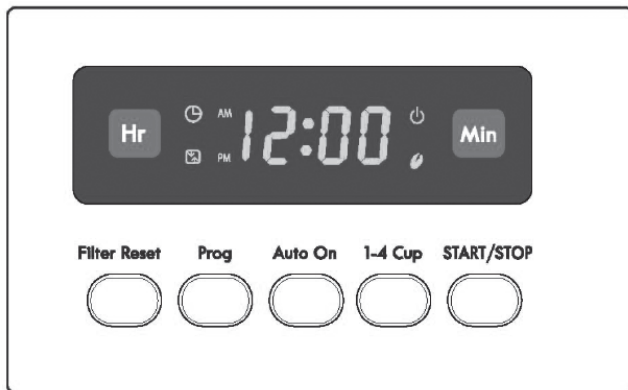 Hr AM 12:00 Min
PM
Filter Reset Prog Auto On 1-4 Cup START/STOP